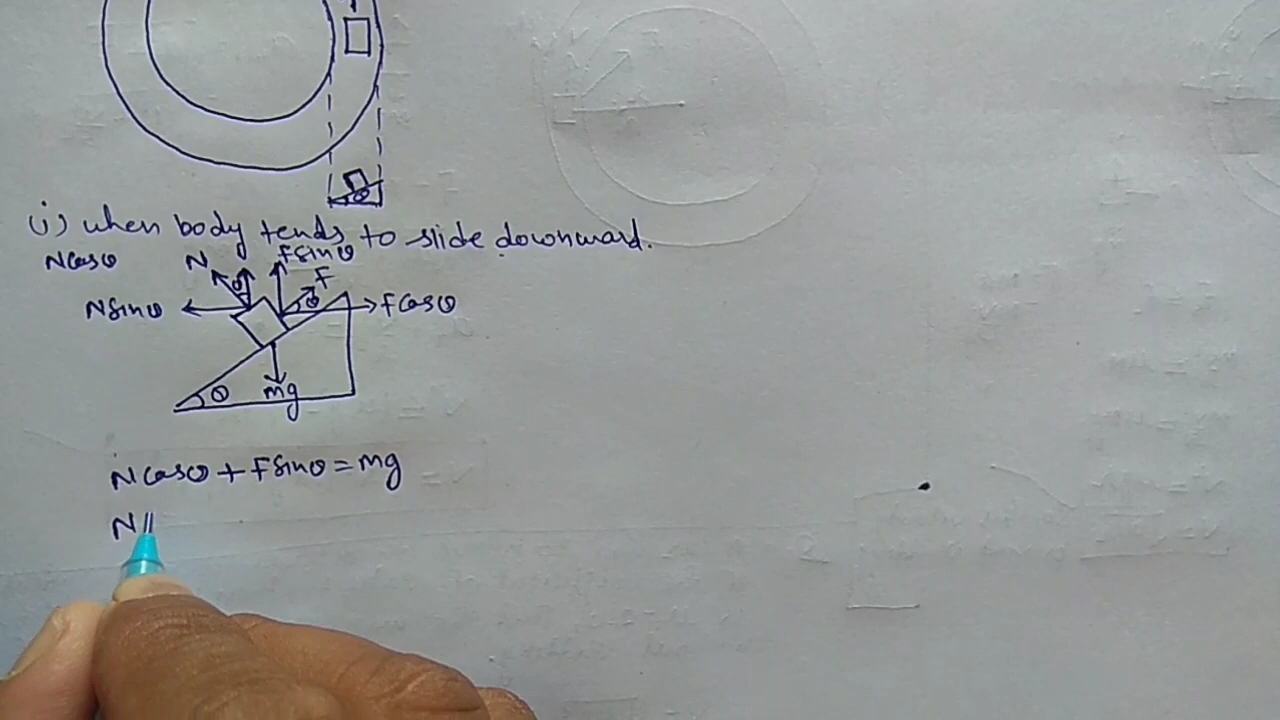 θ
(i) when body tends to slide downward.
Ncosθ N Fsinθ
θ F
Nsinθ θ Fcosθ
θ mg
Ncosθ + Fsinθ = mg
N